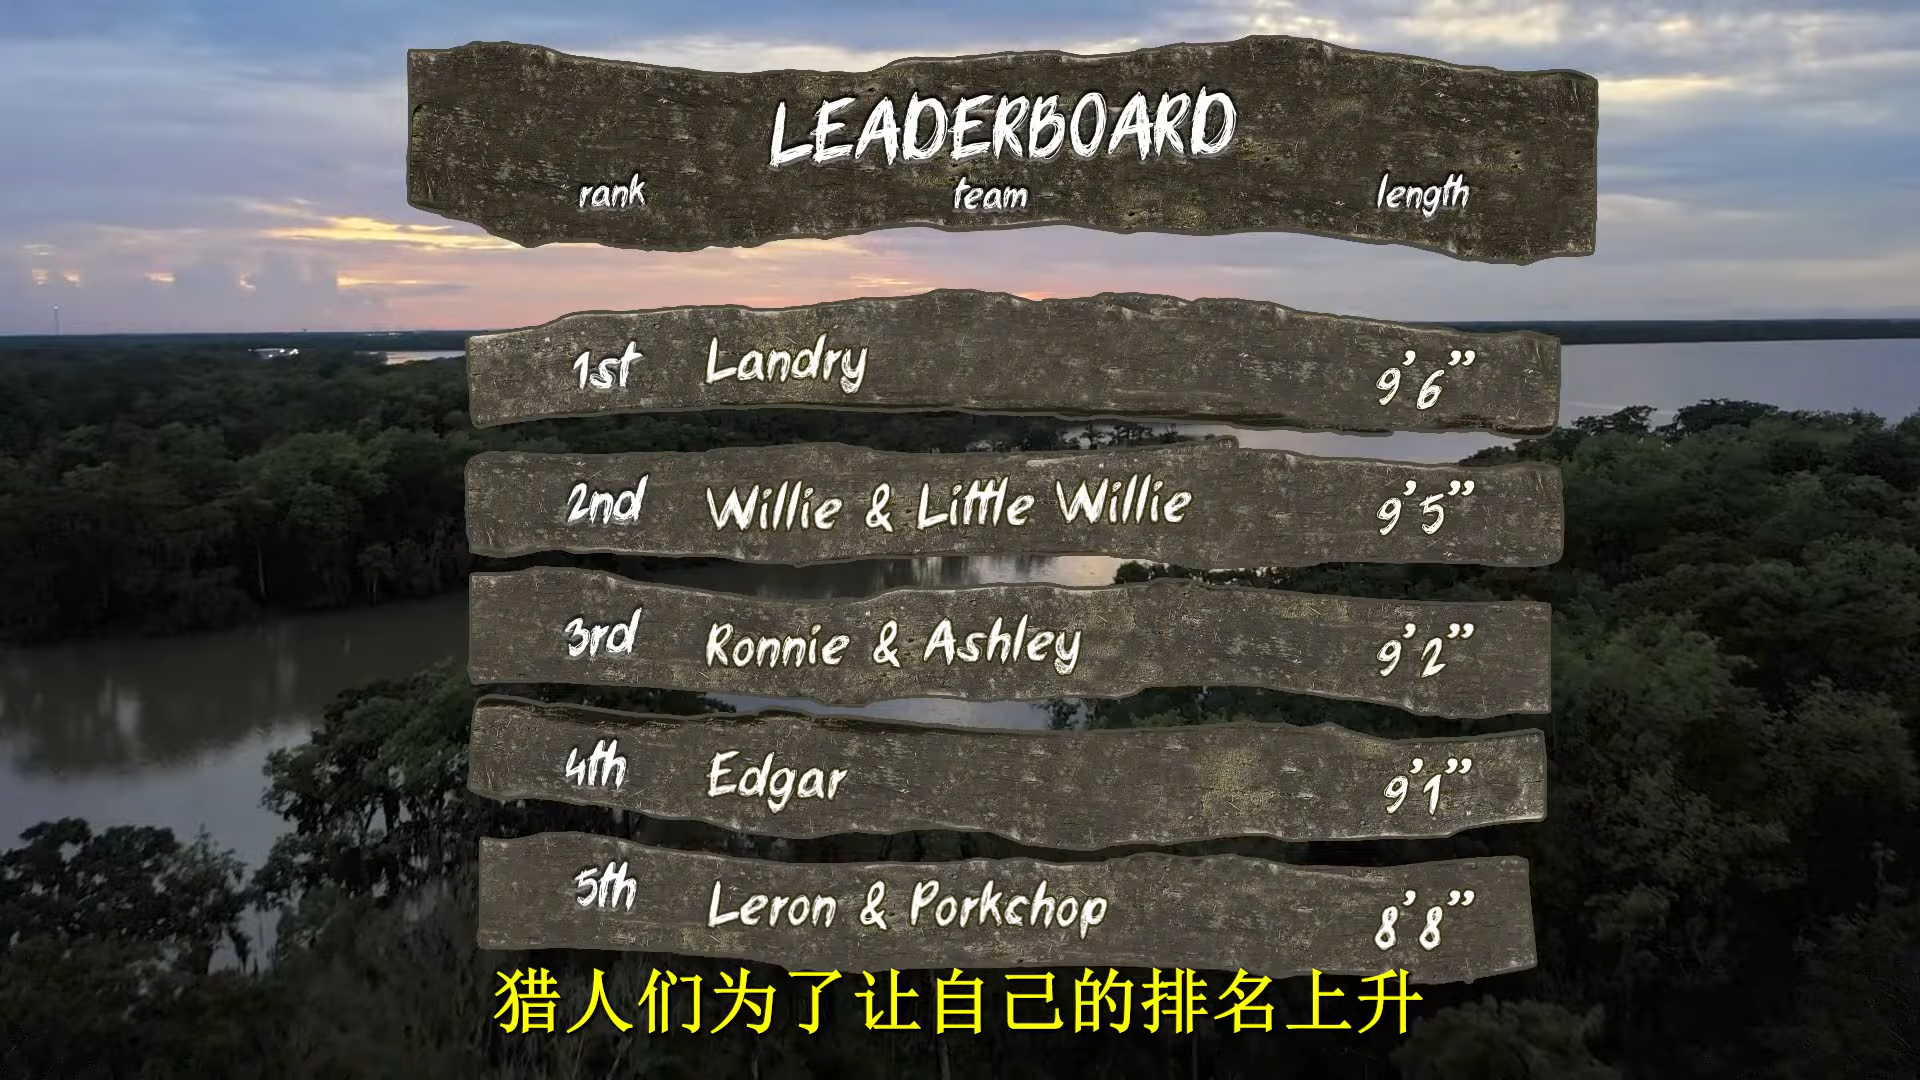 LEADERBOARD
rank team length
1st Landry 9'6"
2nd Willie & Little Willie 9'5"
3rd Ronnie & Ashley 9'2"
4th Edgar 9'1"
5th Leron & Porkchop 8'8"
猎人们为了让自己的排名上升